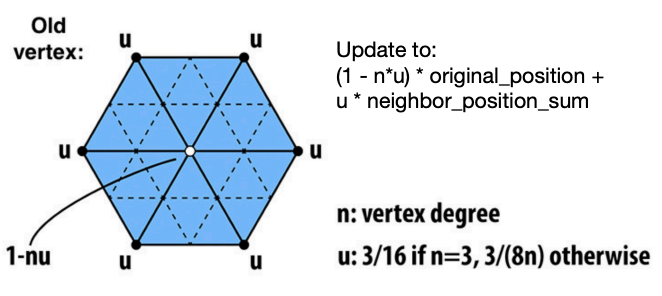 Old
vertex:
u
u
u
u
1-nu
u
u
Update to:
(1 - n*u) * original_position +
u * neighbor_position_sum
n: vertex degree
u: 3/16 if n=3, 3/(8n) otherwise